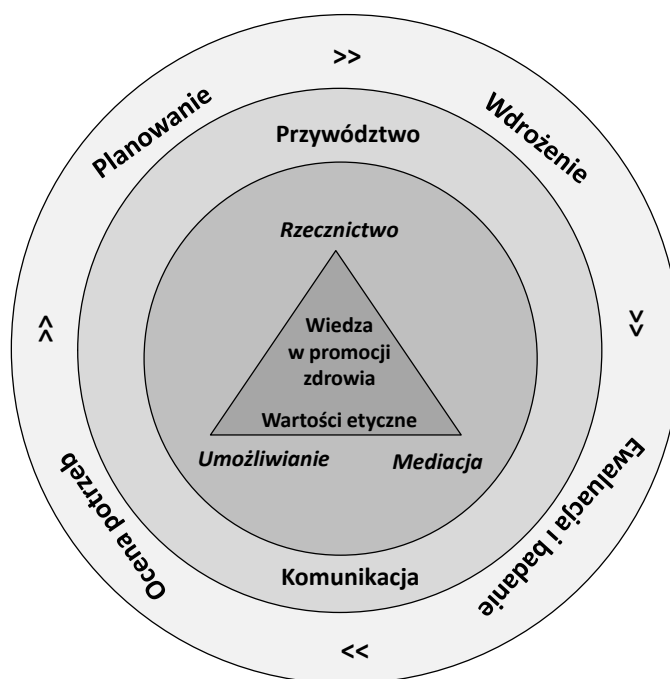 >>
Planowanie
Wdrożenie
Przywództwo
Rzecznictwo
>>
>>
Wiedza
w promocji
zdrowia
Wartości etyczne
Umożliwianie
Mediacja
Ocena potrzeb
Ewaluacja i badanie
Komunikacja
<<